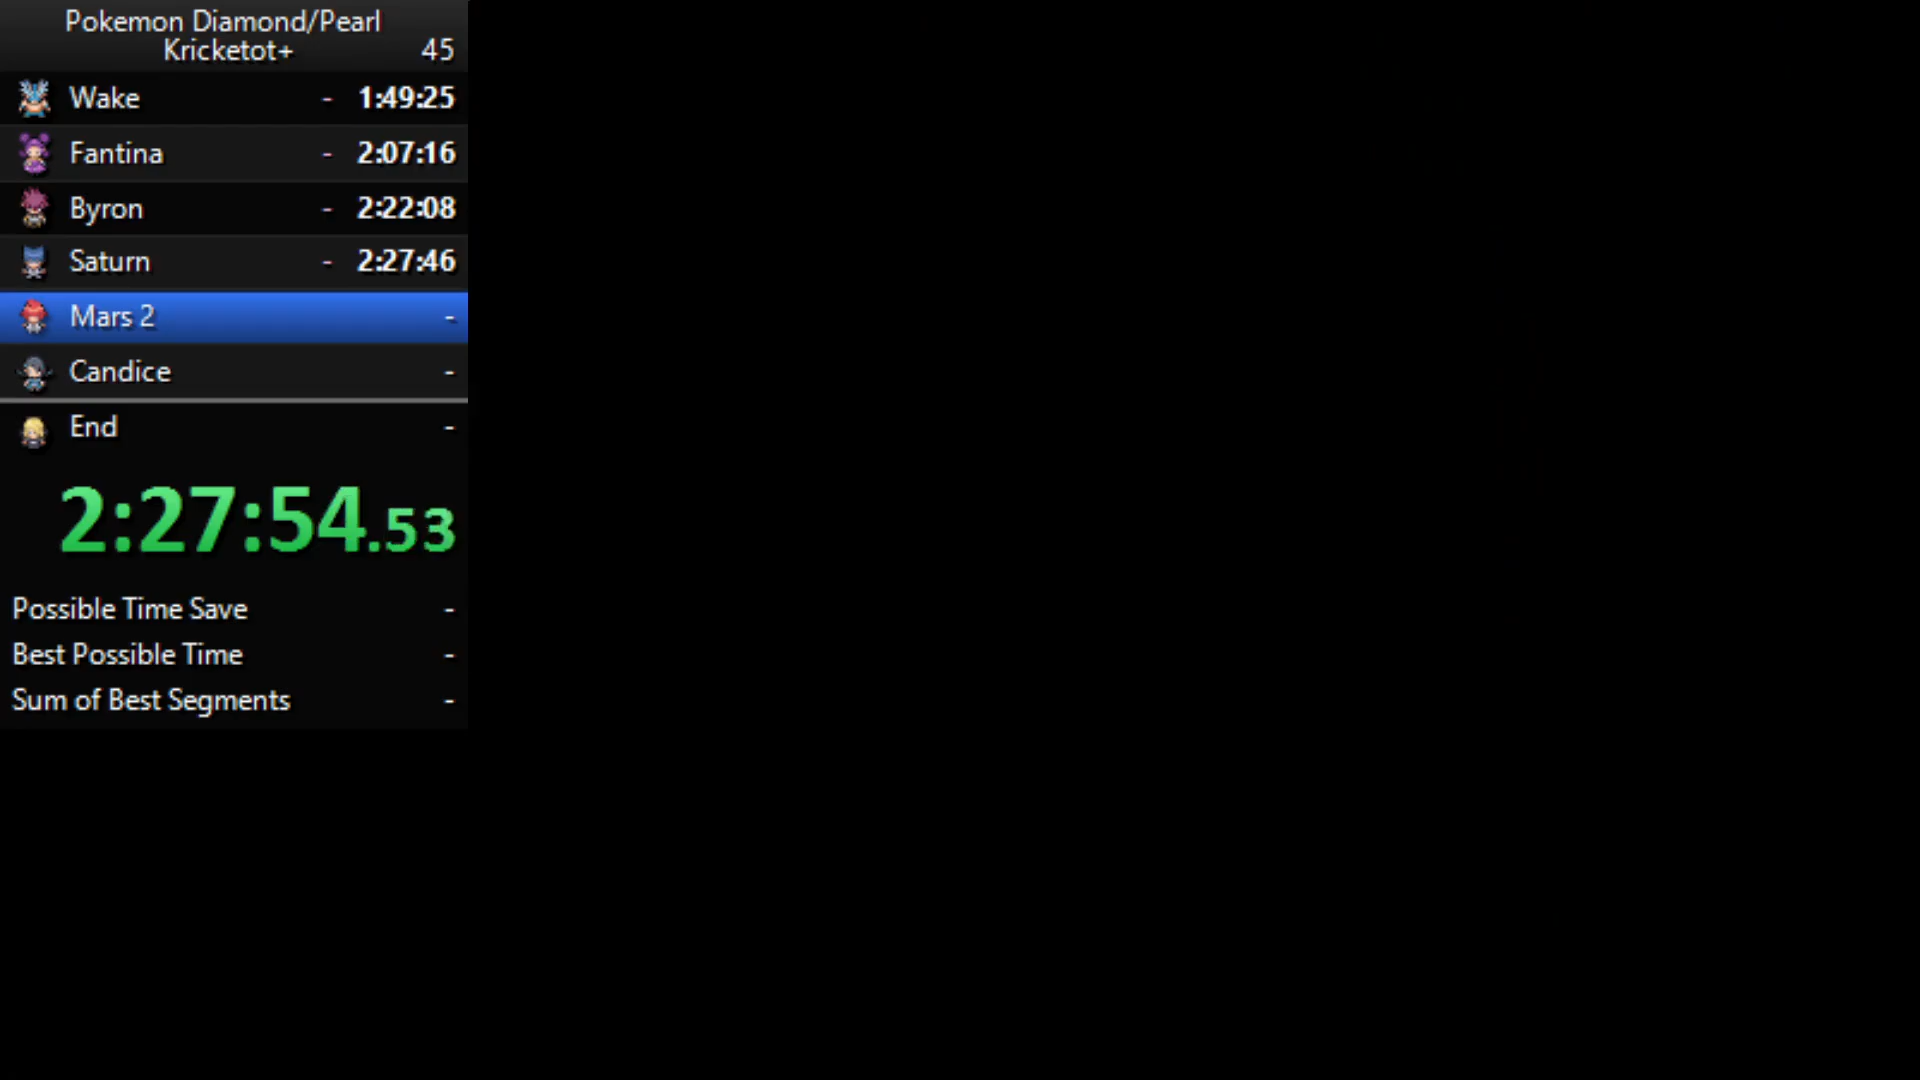 Pokemon Diamond/Pearl
Kricketot+ 45
Wake - 1:49:25
Fantina - 2:07:16
Byron - 2:22:08
Saturn - 2:27:46
Mars 2 -
Candice -
End -
2:27:54.53
Possible Time Save -
Best Possible Time -
Sum of Best Segments -